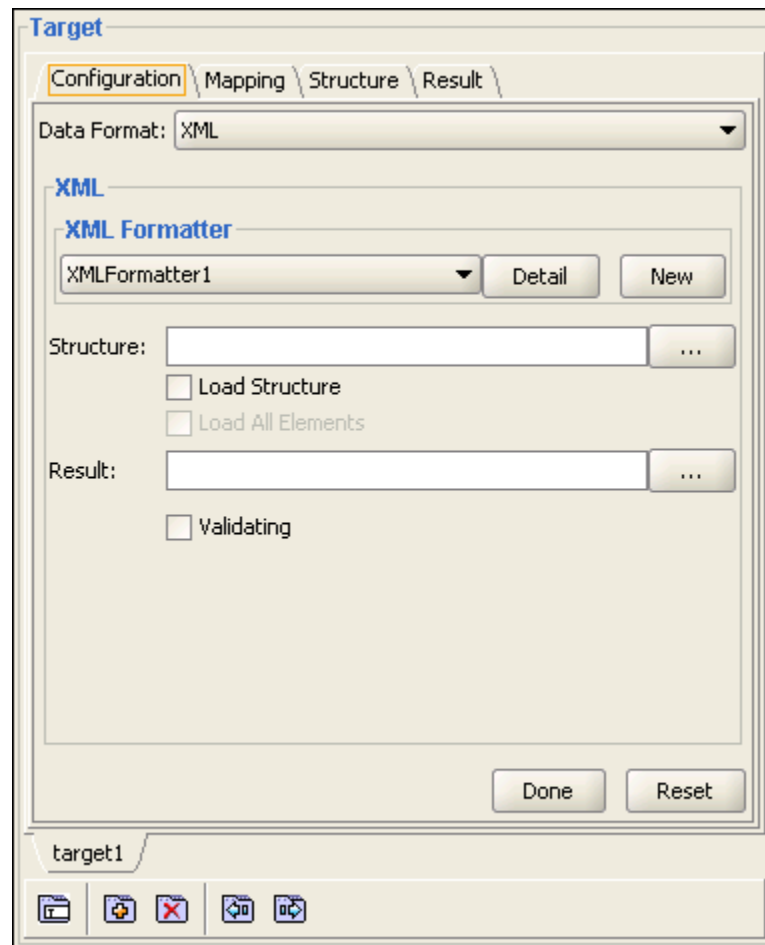 Target
Configuration Mapping Structure Result
Data Format: XML
XML
XML Formatter
XMLFormatter1 Detail New
Structure: ...
Load Structure
Load All Elements
Result: ...
Validating
Done Reset
target1